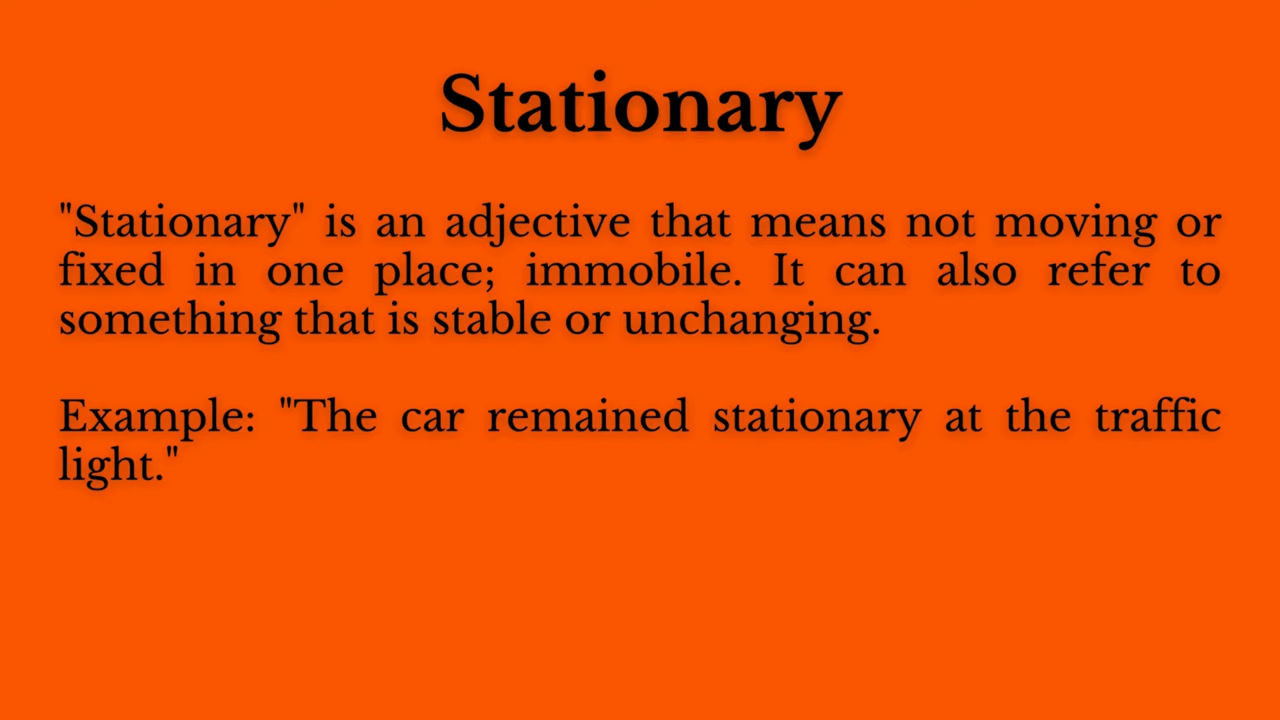 Stationary
"Stationary" is an adjective that means not moving or
fixed in one place; immobile. It can also refer to
something that is stable or unchanging.
Example: "The car remained stationary at the traffic
light."